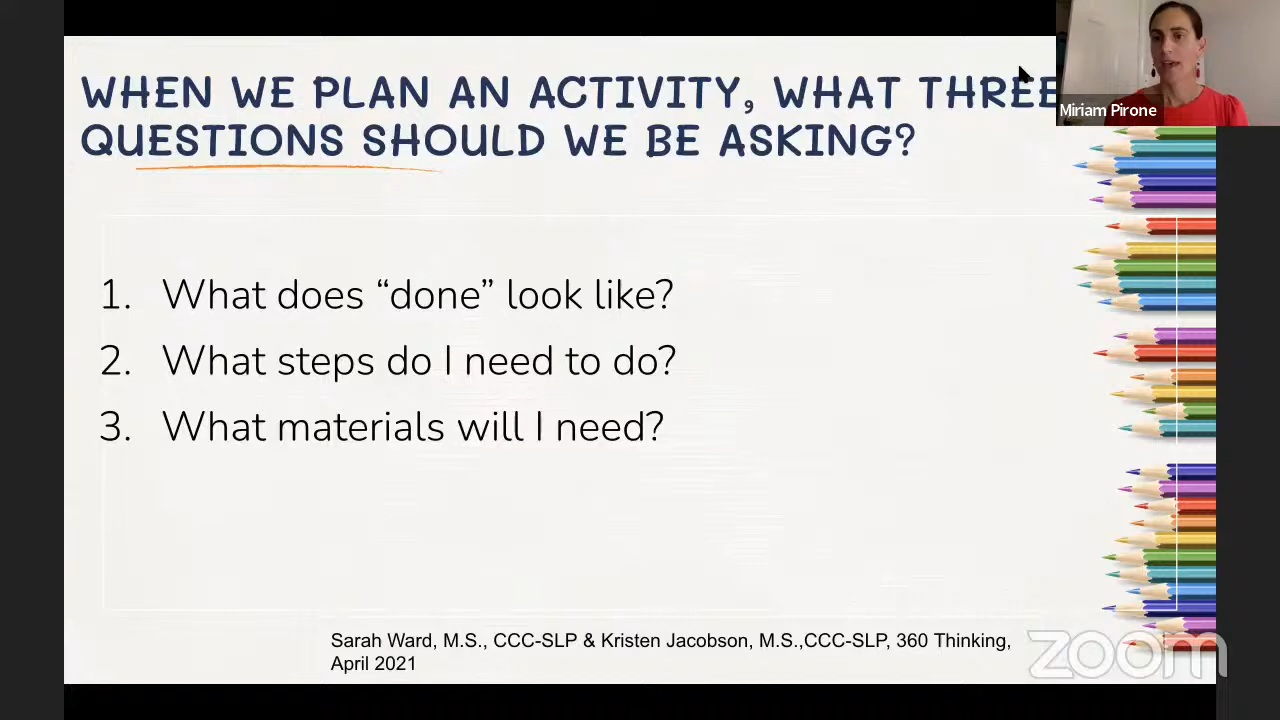 WHEN WE PLAN AN ACTIVITY, WHAT THREE
QUESTIONS SHOULD WE BE ASKING?
Miriam Pirone
1. What does “done” look like?
2. What steps do I need to do?
3. What materials will I need?
Sarah Ward, M.S., CCC-SLP & Kristen Jacobson, M.S.,CCC-SLP, 360 Thinking,
April 2021
zoom